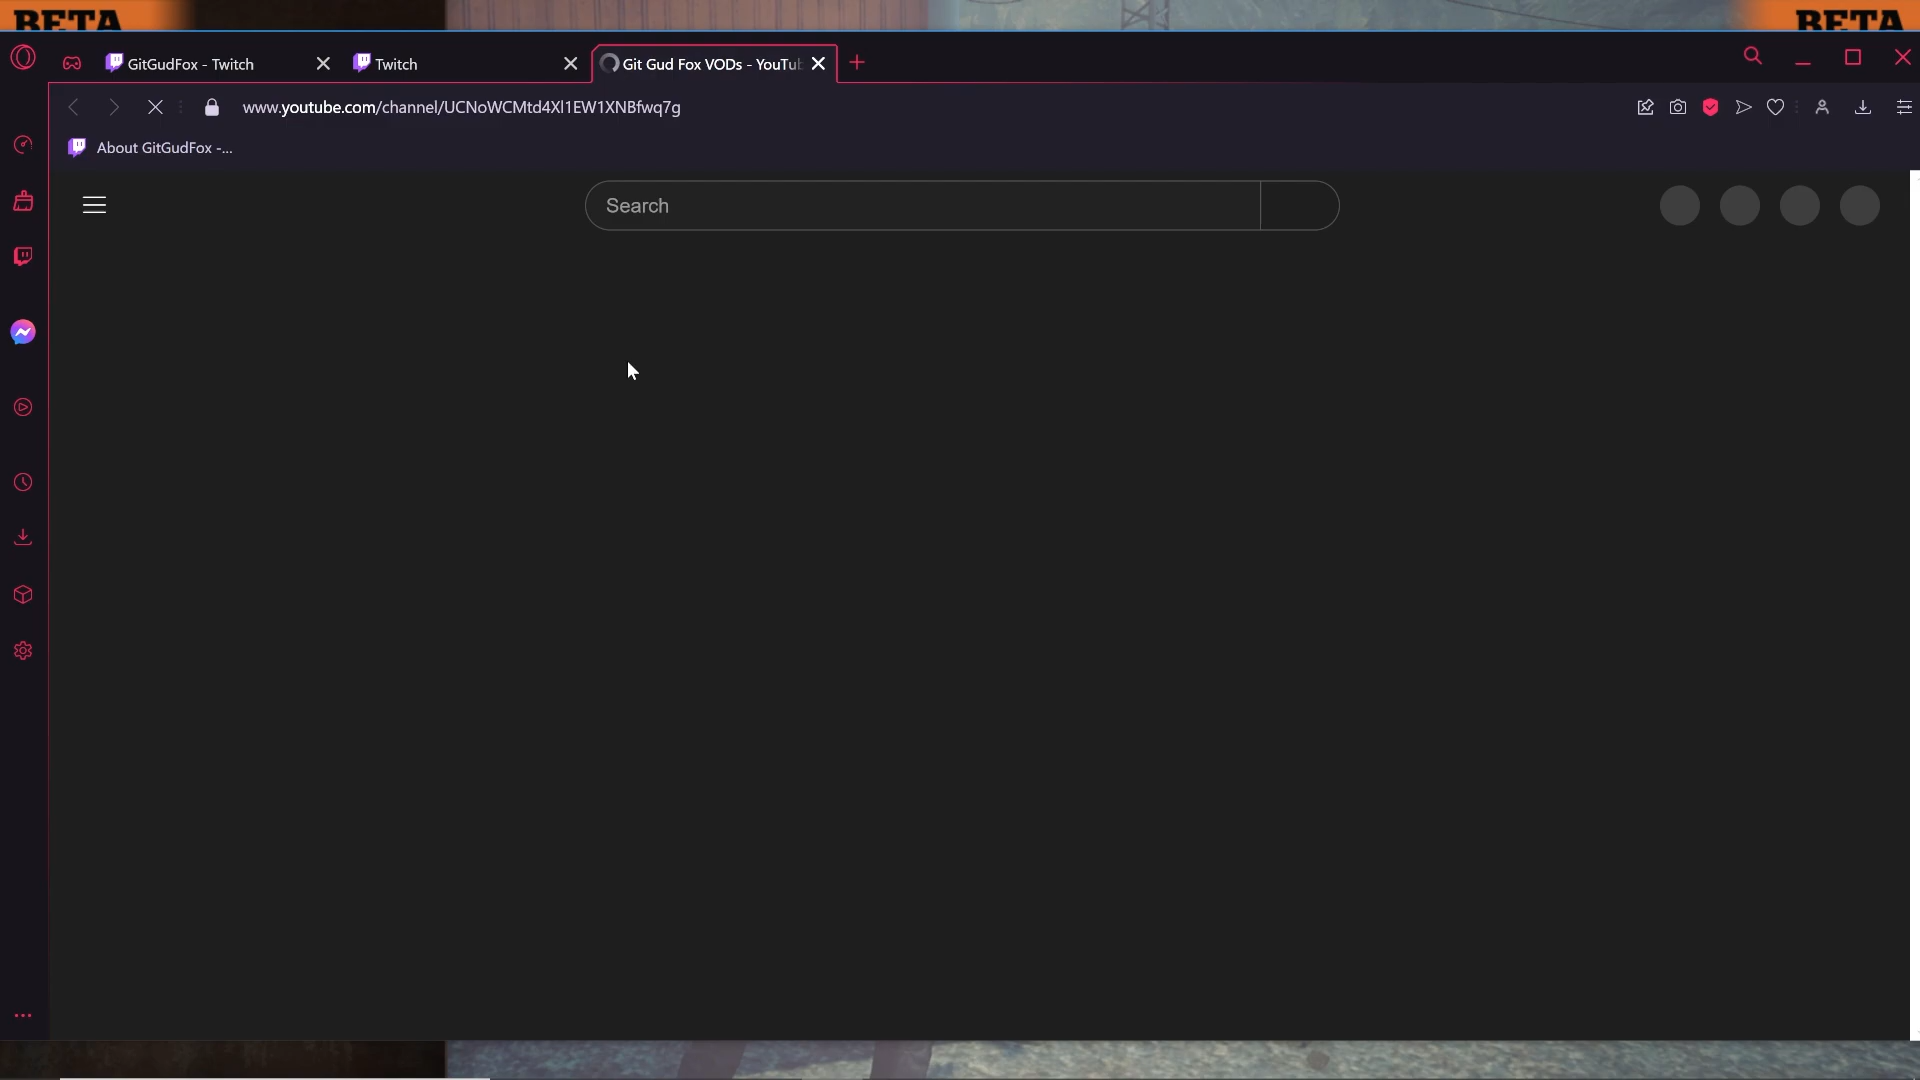 BETA
BETA
GitGudFox - Twitch
Twitch
Git Gud Fox VODs - YouTub
www.youtube.com/channel/UCNoWCMtd4Xl1EW1XNBfwq7g
About GitGudFox -...
Search